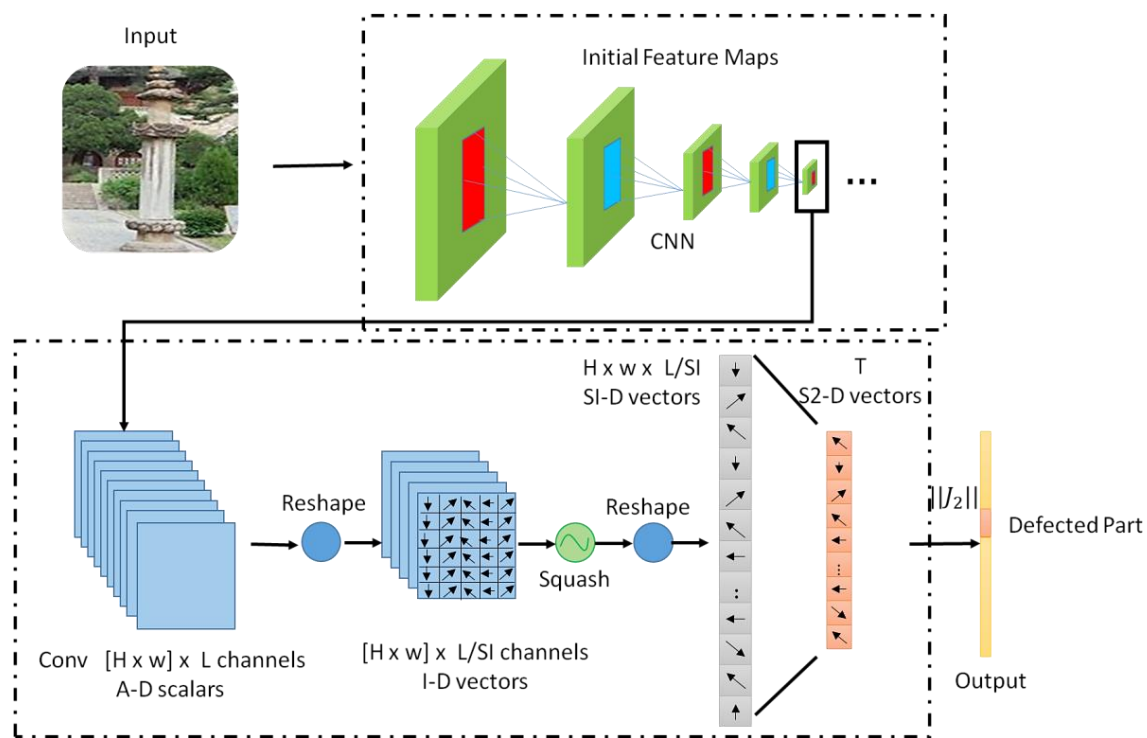 Input
Initial Feature Maps
...
CNN
H x w x L/SI
SI-D vectors
T
S2-D vectors
Reshape
Squash
Reshape
||J₂||
Defected Part
Conv [H x w] x L channels
A-D scalars
[H x w] x L/SI channels
I-D vectors
Output